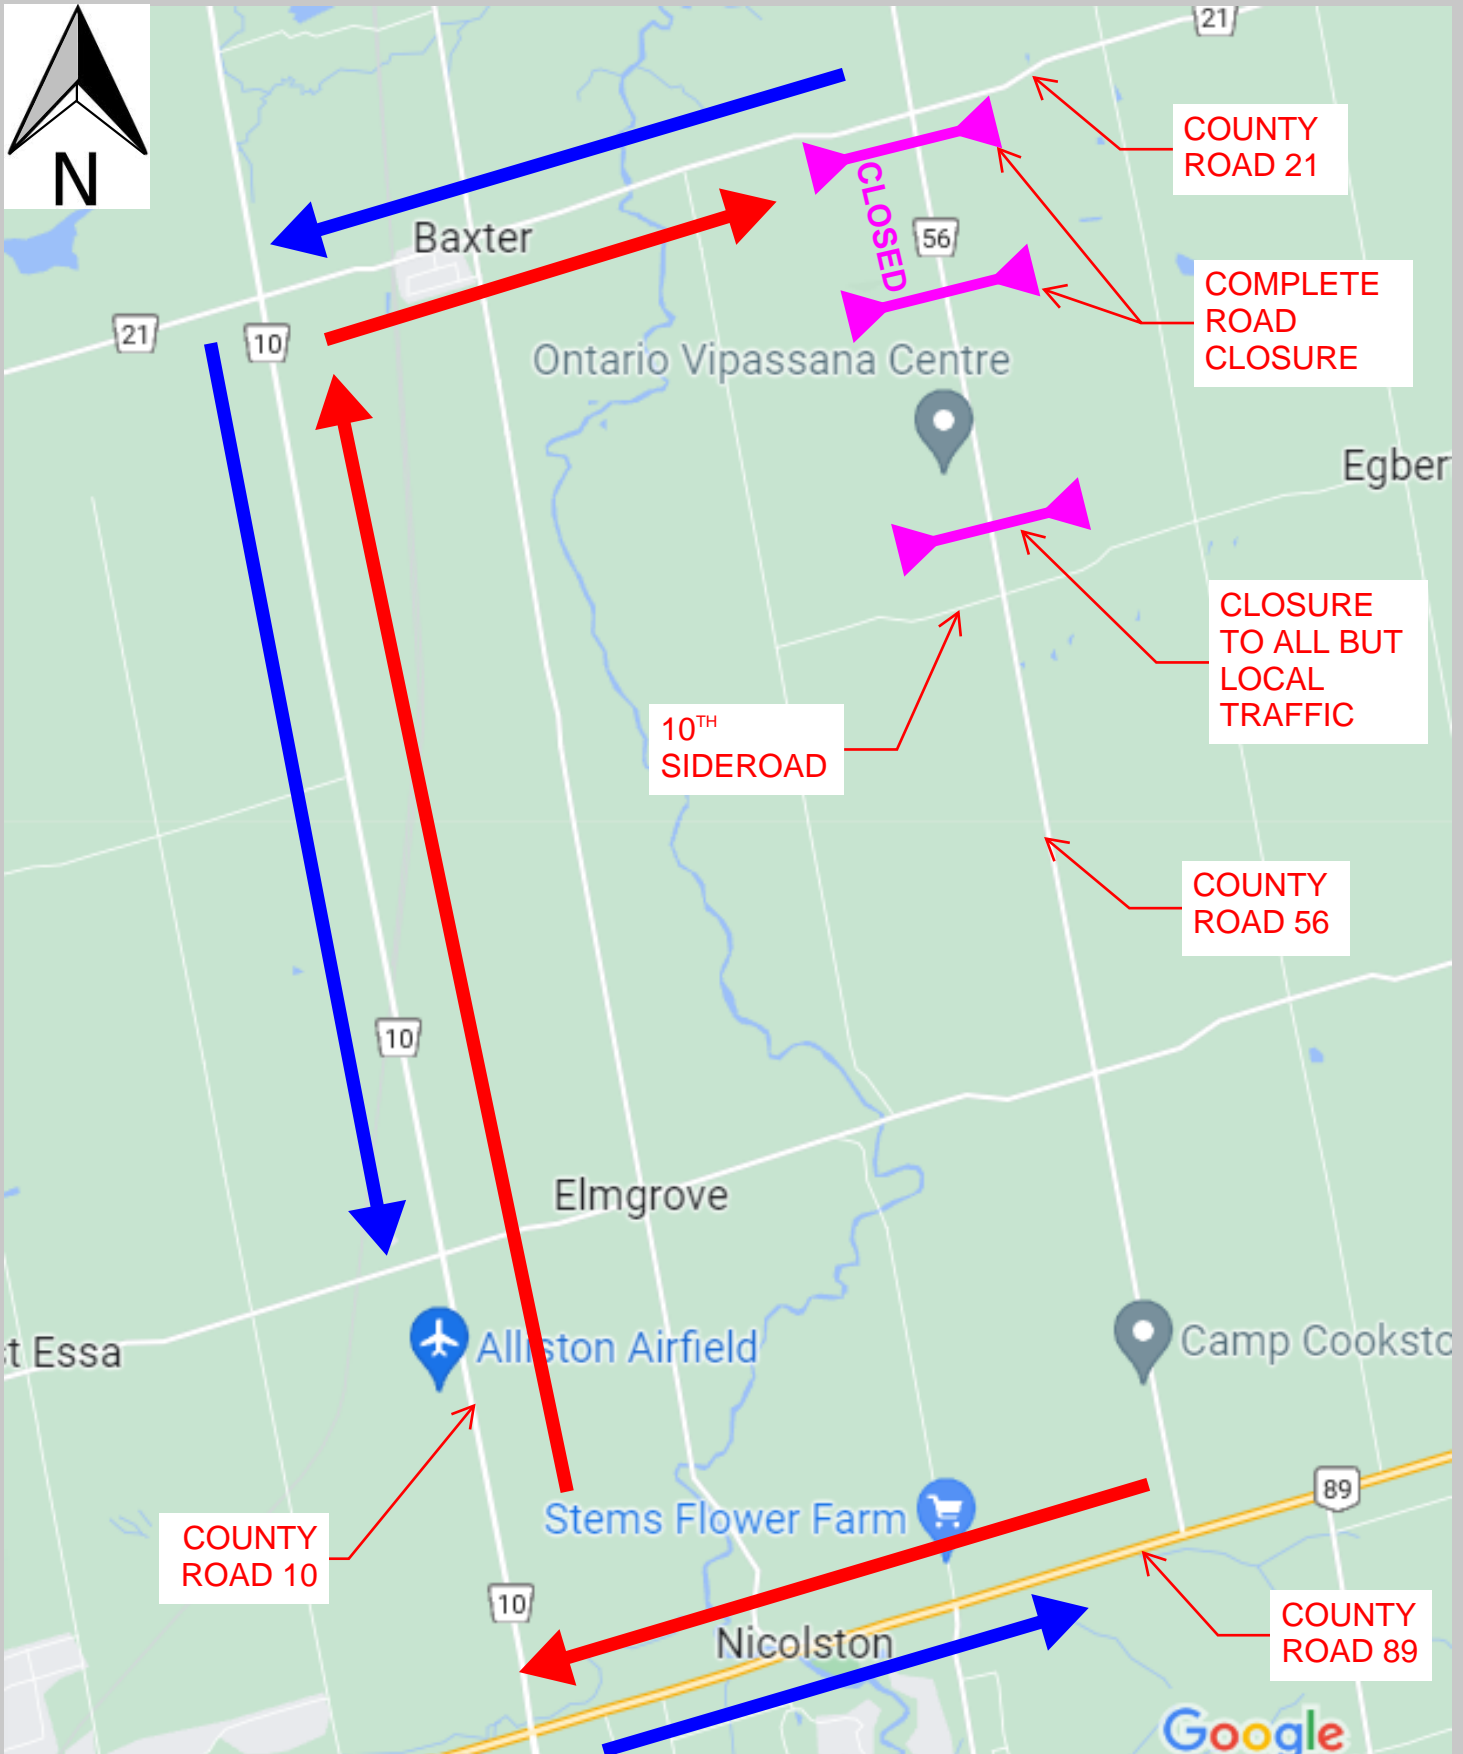 21
N
COUNTY
ROAD 21
CLOSED
Baxter
56
COMPLETE
ROAD
CLOSURE
21
10
Ontario Vipassana Centre
Egber
CLOSURE
TO ALL BUT
LOCAL
TRAFFIC
10TH
SIDEROAD
COUNTY
ROAD 56
10
Elmgrove
t Essa
Alliston Airfield
Camp Cooksto
89
Stems Flower Farm
COUNTY
ROAD 10
10
Nicolston
COUNTY
ROAD 89
Google